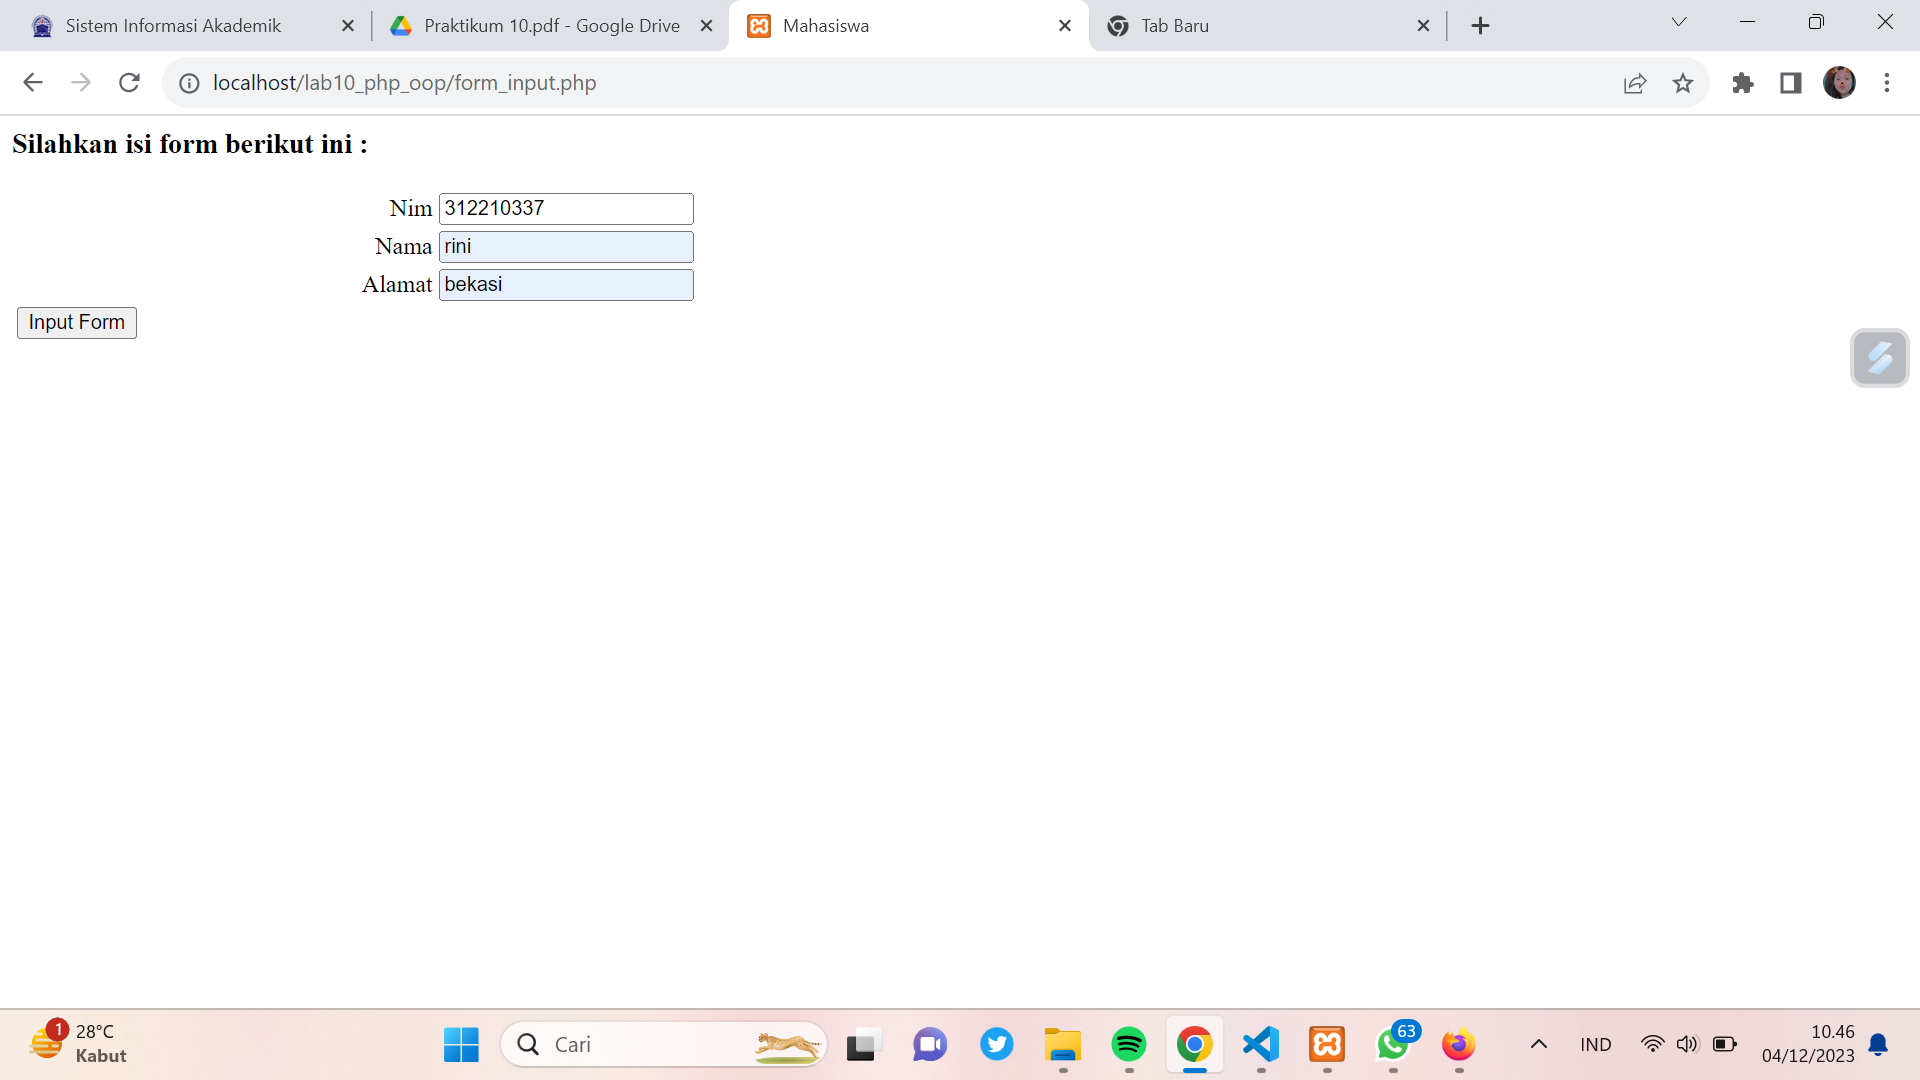 Sistem Informasi Akademik
Praktikum 10.pdf - Google Drive
Mahasiswa
Tab Baru
localhost/lab10_php_oop/form_input.php
Silahkan isi form berikut ini :
Nim 312210337
Nama rini
Alamat bekasi
Input Form
1
28°C
Kabut
Cari
63
IND
10.46
04/12/2023